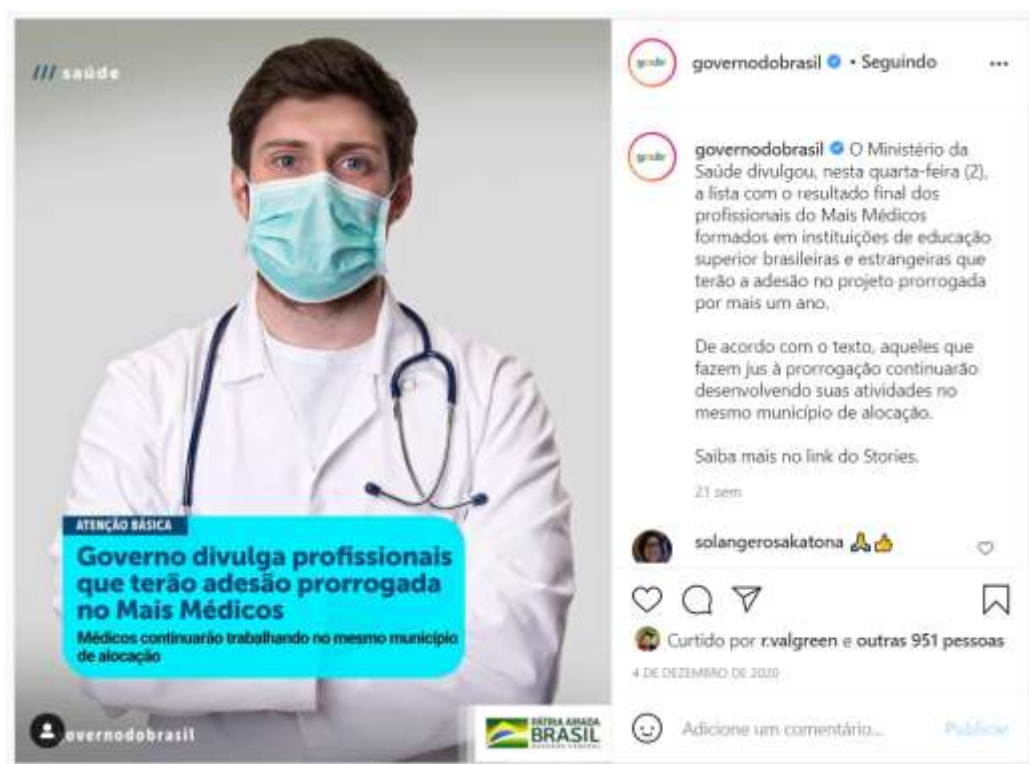 /// saúde
ATENÇÃO BÁSICA
Governo divulga profissionais
que terão adesão prorrogada
no Mais Médicos
Médicos continuarão trabalhando no mesmo município
de alocação
overnodobrasil
PÁTRIA AMADA
BRASIL
GOVERNO FEDERAL
governodobrasil • Seguindo
governodobrasil O Ministério da
Saúde divulgou, nesta quarta-feira (2),
a lista com o resultado final dos
profissionais do Mais Médicos
formados em instituições de educação
superior brasileiras e estrangeiras que
terão a adesão no projeto prorrogada
por mais um ano.
De acordo com o texto, aqueles que
fazem jus à prorrogação continuarão
desenvolvendo suas atividades no
mesmo município de alocação.
Saiba mais no link do Stories.
21 sem
solangerosakatona 🙏👍
Curtido por r.valgreen e outras 951 pessoas
4 DE DEZEMBRO DE 2020
Adicione um comentário... Publicar